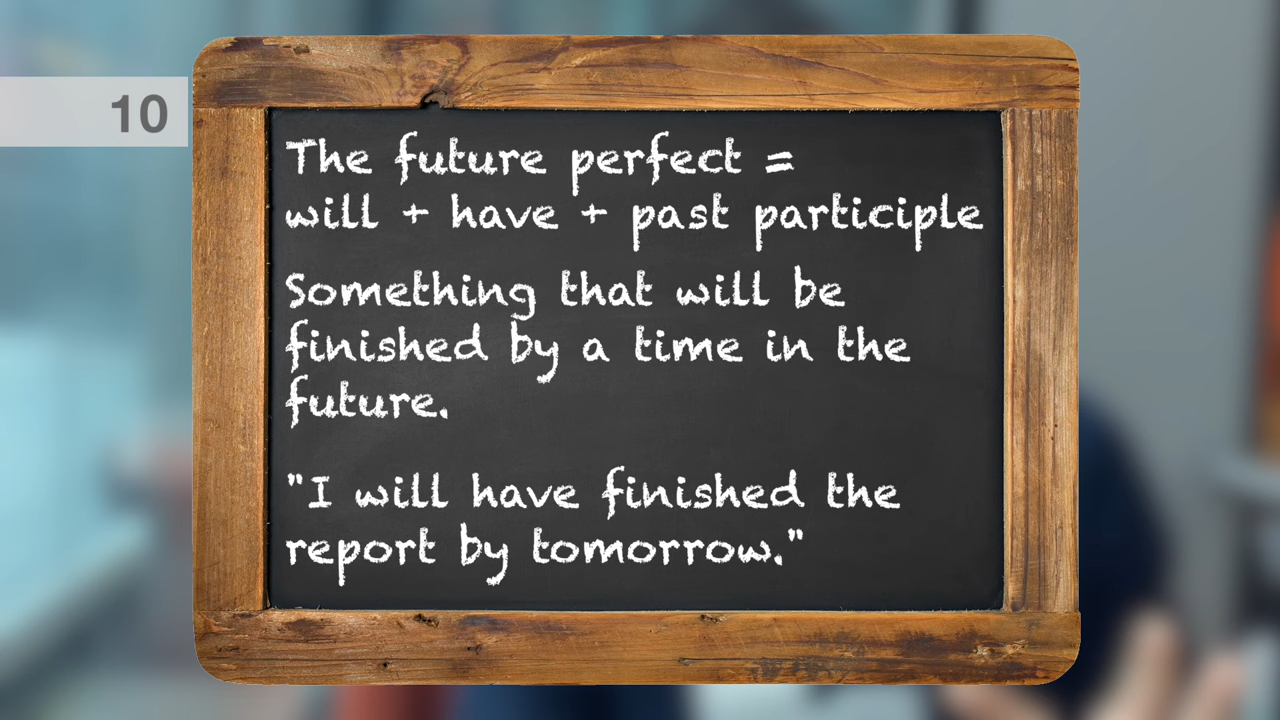 10
The future perfect =
will + have + past participle
Something that will be
finished by a time in the
future.
"I will have finished the
report by tomorrow."